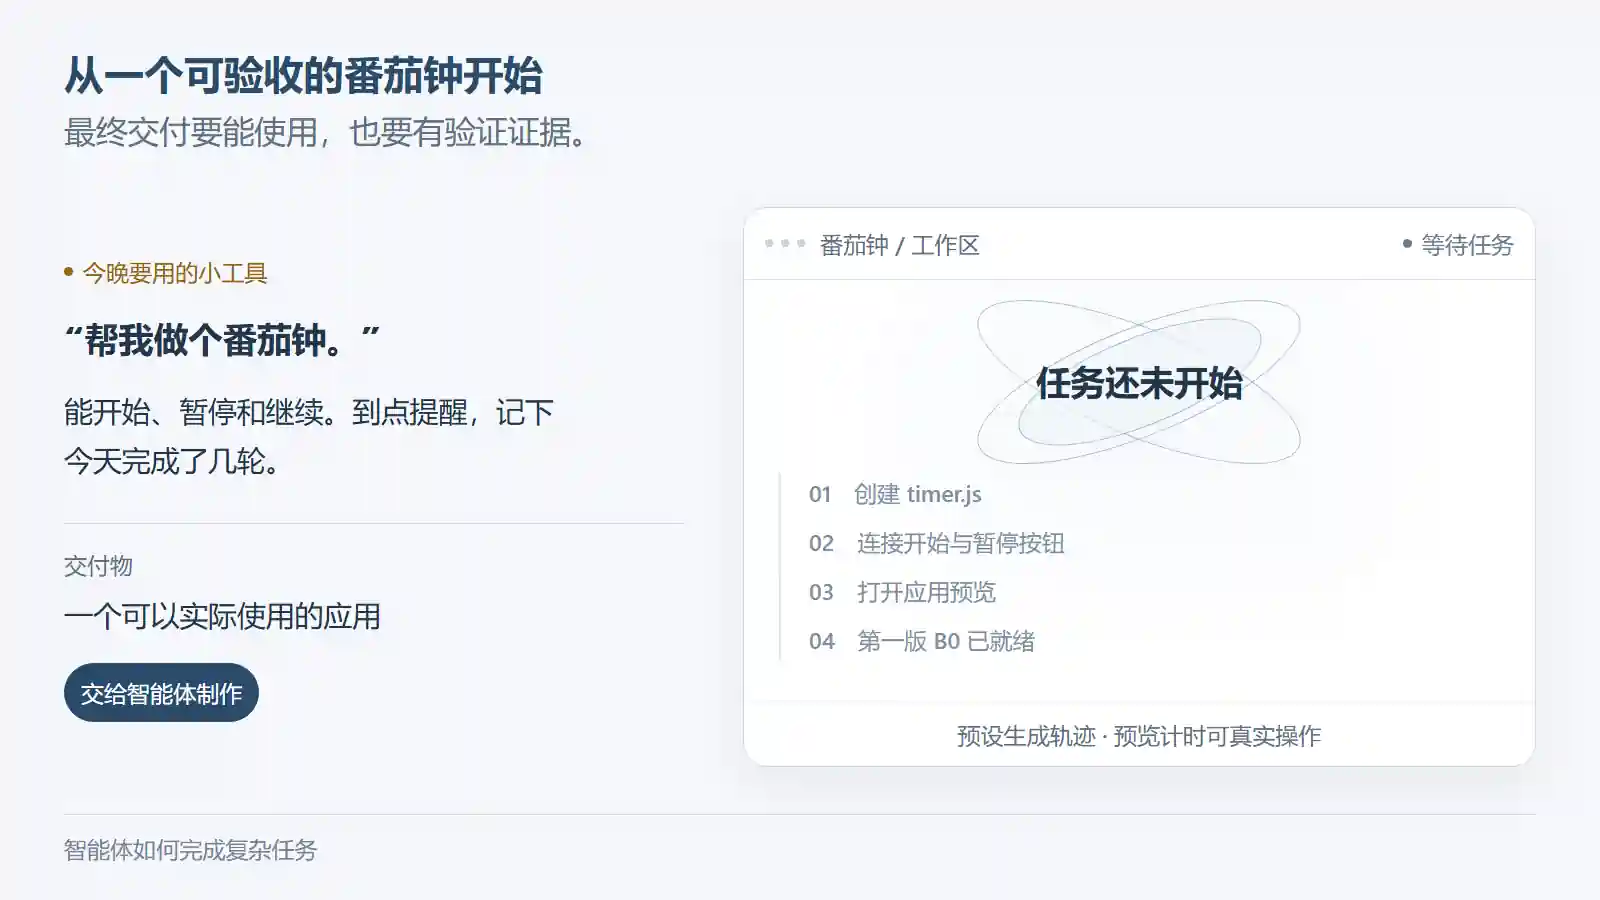 从一个可验收的番茄钟开始
最终交付要能使用，也要有验证证据。
今晚要用的小工具
“帮我做个番茄钟。”
能开始、暂停和继续。到点提醒，记下
今天完成了几轮。
交付物
一个可以实际使用的应用
交给智能体制作
番茄钟 / 工作区
等待任务
任务还未开始
01 创建 timer.js
02 连接开始与暂停按钮
03 打开应用预览
04 第一版 B0 已就绪
预设生成轨迹 · 预览计时可真实操作
智能体如何完成复杂任务